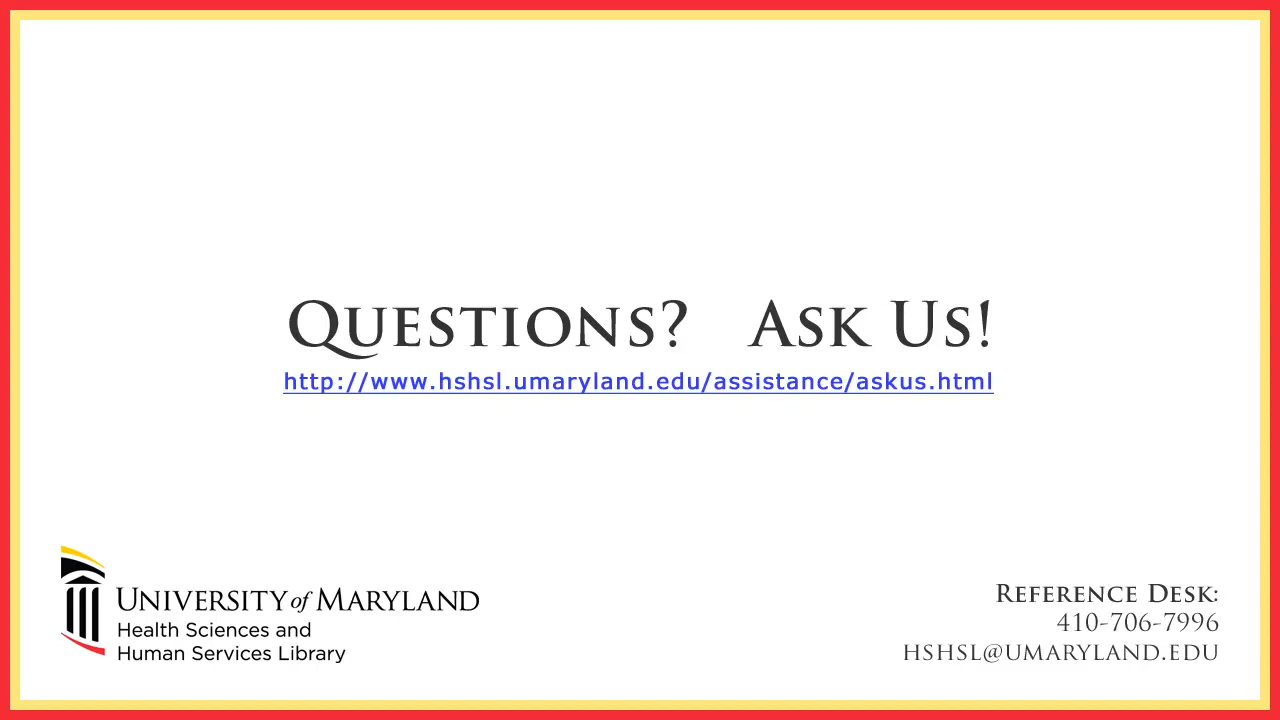 Questions? Ask Us!
http://www.hshsl.umaryland.edu/assistance/askus.html
University of Maryland
Health Sciences and
Human Services Library
Reference Desk:
410-706-7996
hshsl@umaryland.edu